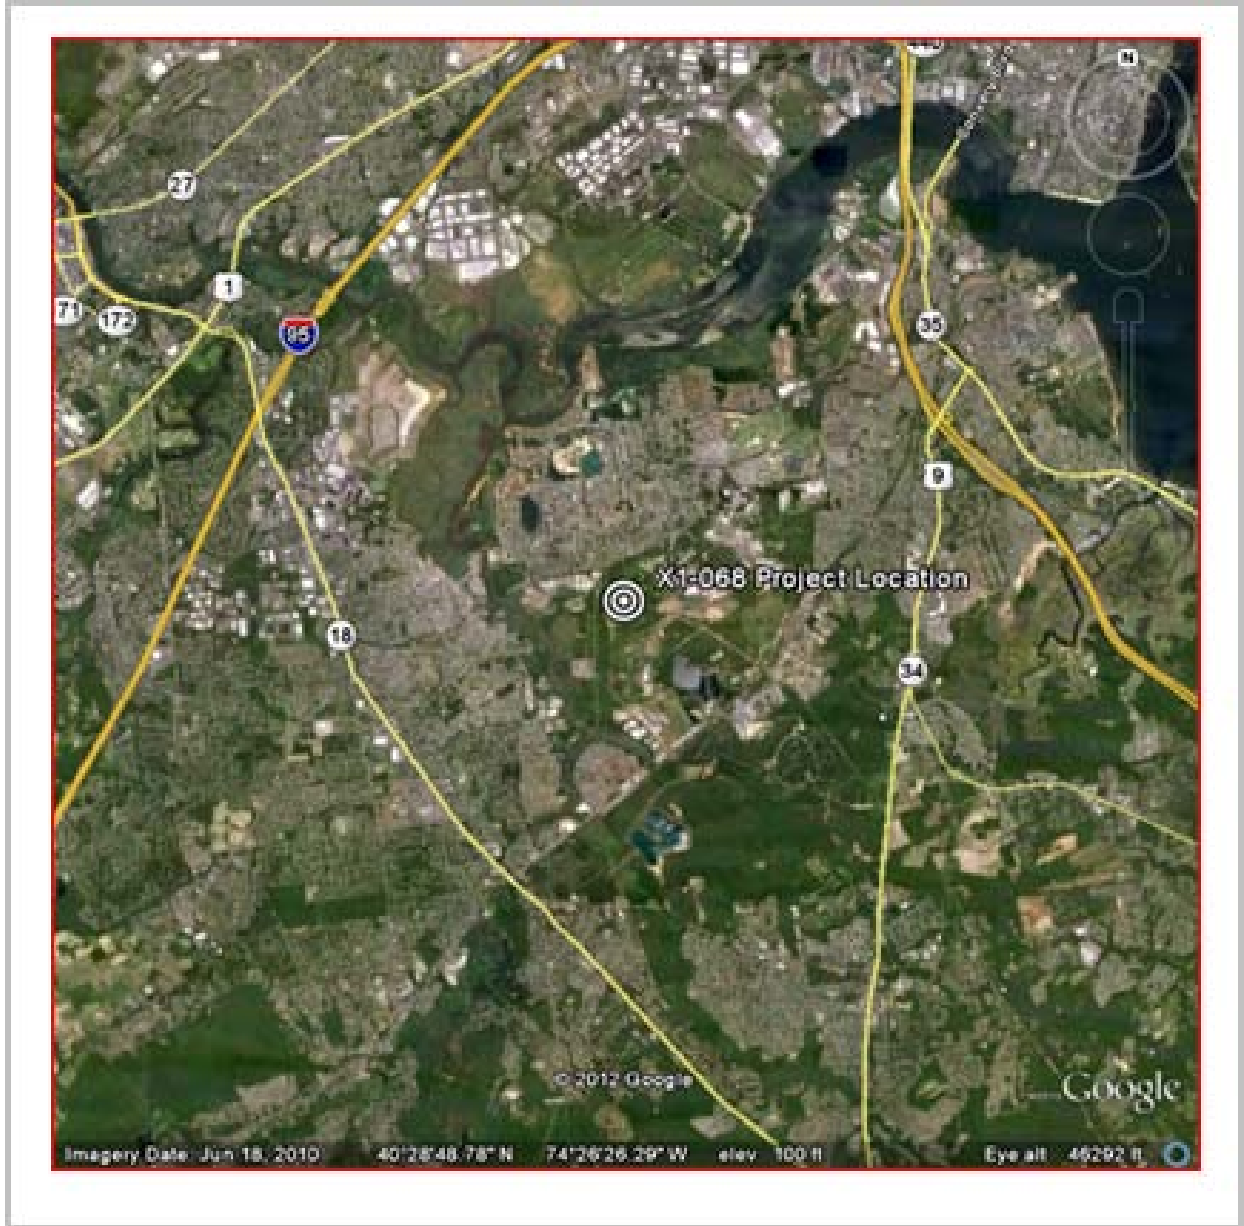 N
27
1
71
172
95
35
9
X1-068 Project Location
18
34
© 2012 Google
Google
Imagery Date: Jun 18, 2010 40°28'48.78" N 74°26'26.29" W elev 100 ft Eye alt 46292 ft